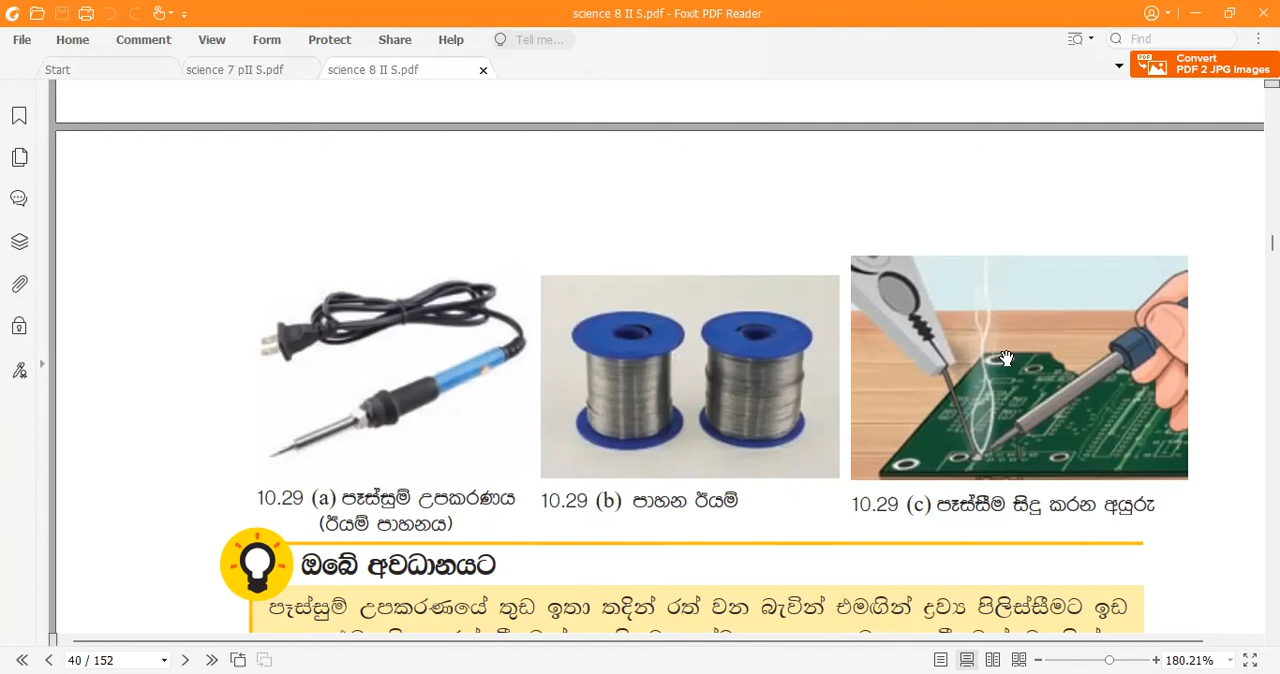 science 8 II S.pdf - Foxit PDF Reader
File Home Comment View Form Protect Share Help Tell me... Find
Start science 7 pII S.pdf science 8 II S.pdf
PDF Convert
PDF 2 JPG Images
10.29 (a) පෑස්සුම් උපකරණය
(ඊයම් පාහනය)
10.29 (b) පාහන ඊයම්
10.29 (c) පෑස්සීම සිදු කරන අයුරු
ඔබේ අවධානයට
පෑස්සුම් උපකරණයේ තුඩ ඉතා තදින් රත් වන බැවින් එමඟින් ද්‍රව්‍ය පිලිස්සීමට ඉඩ
40 / 152 180.21%